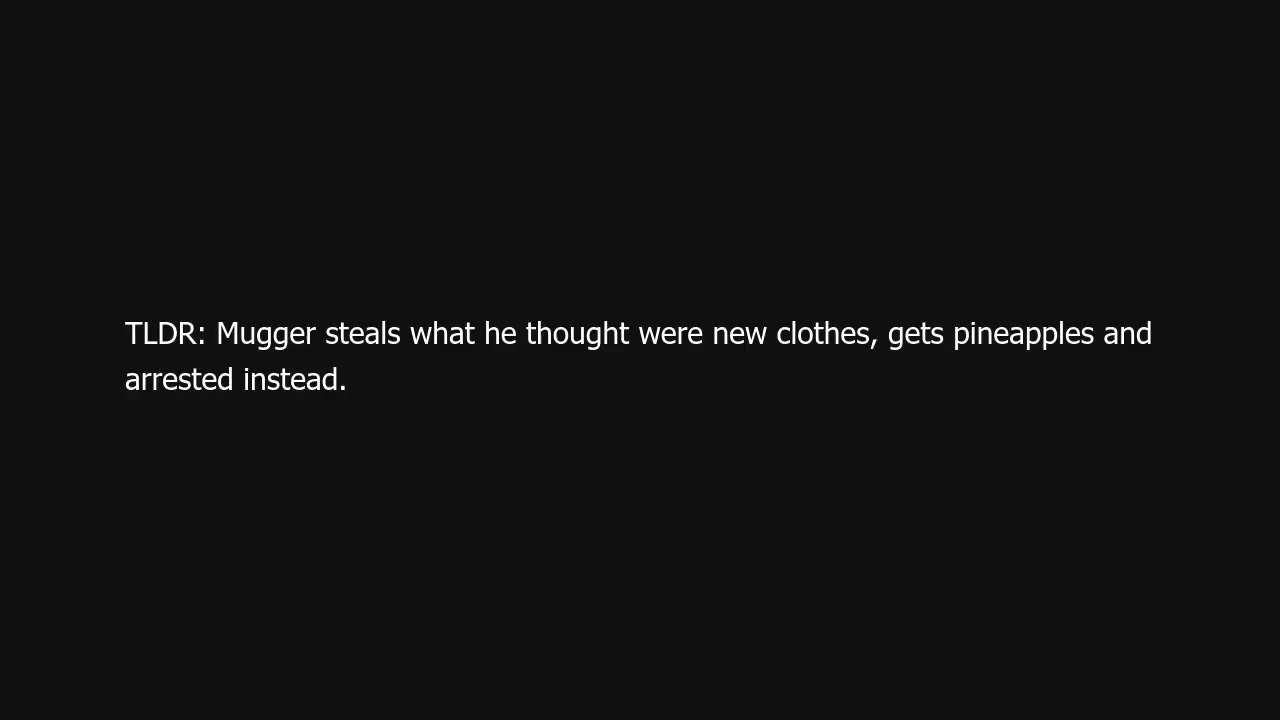 TLDR: Mugger steals what he thought were new clothes, gets pineapples and
arrested instead.